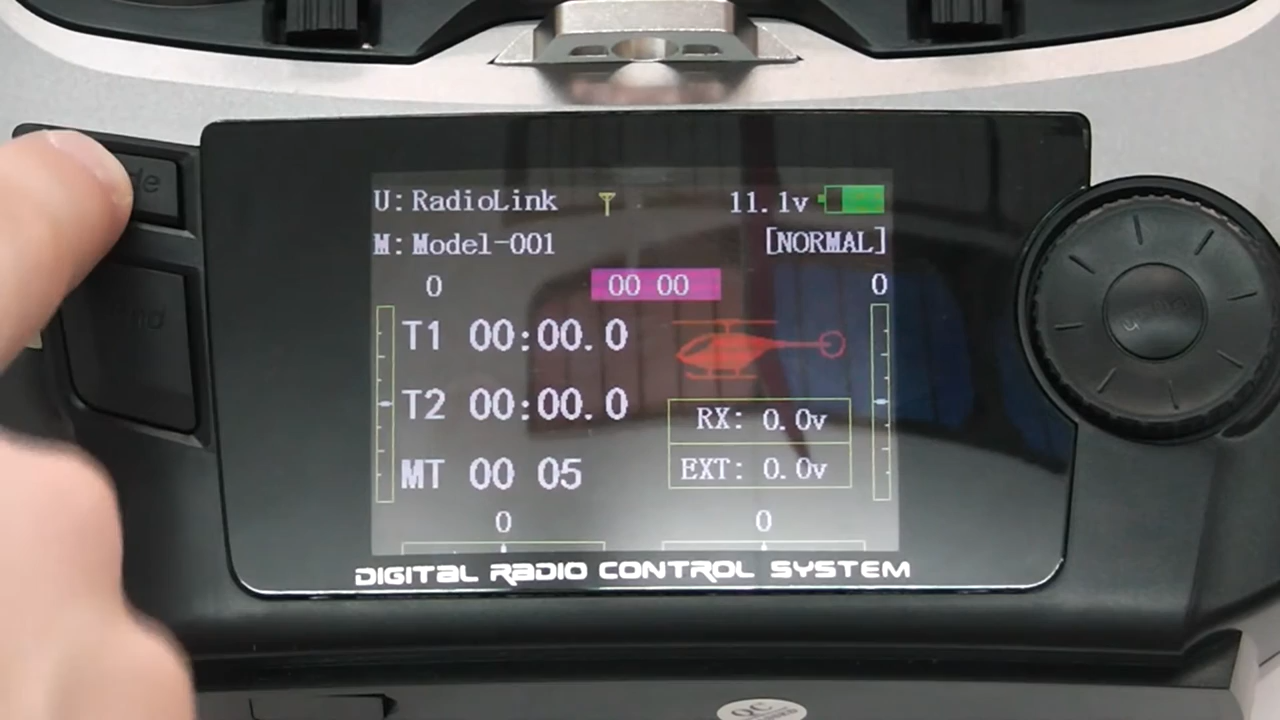 U: RadioLink 11.1v
M: Model-001 [NORMAL]
0 00 00 0
T1 00:00.0
T2 00:00.0
RX: 0.0v
MT 00 05
EXT: 0.0v
0 0
DIGITAL RADIO CONTROL SYSTEM
QC